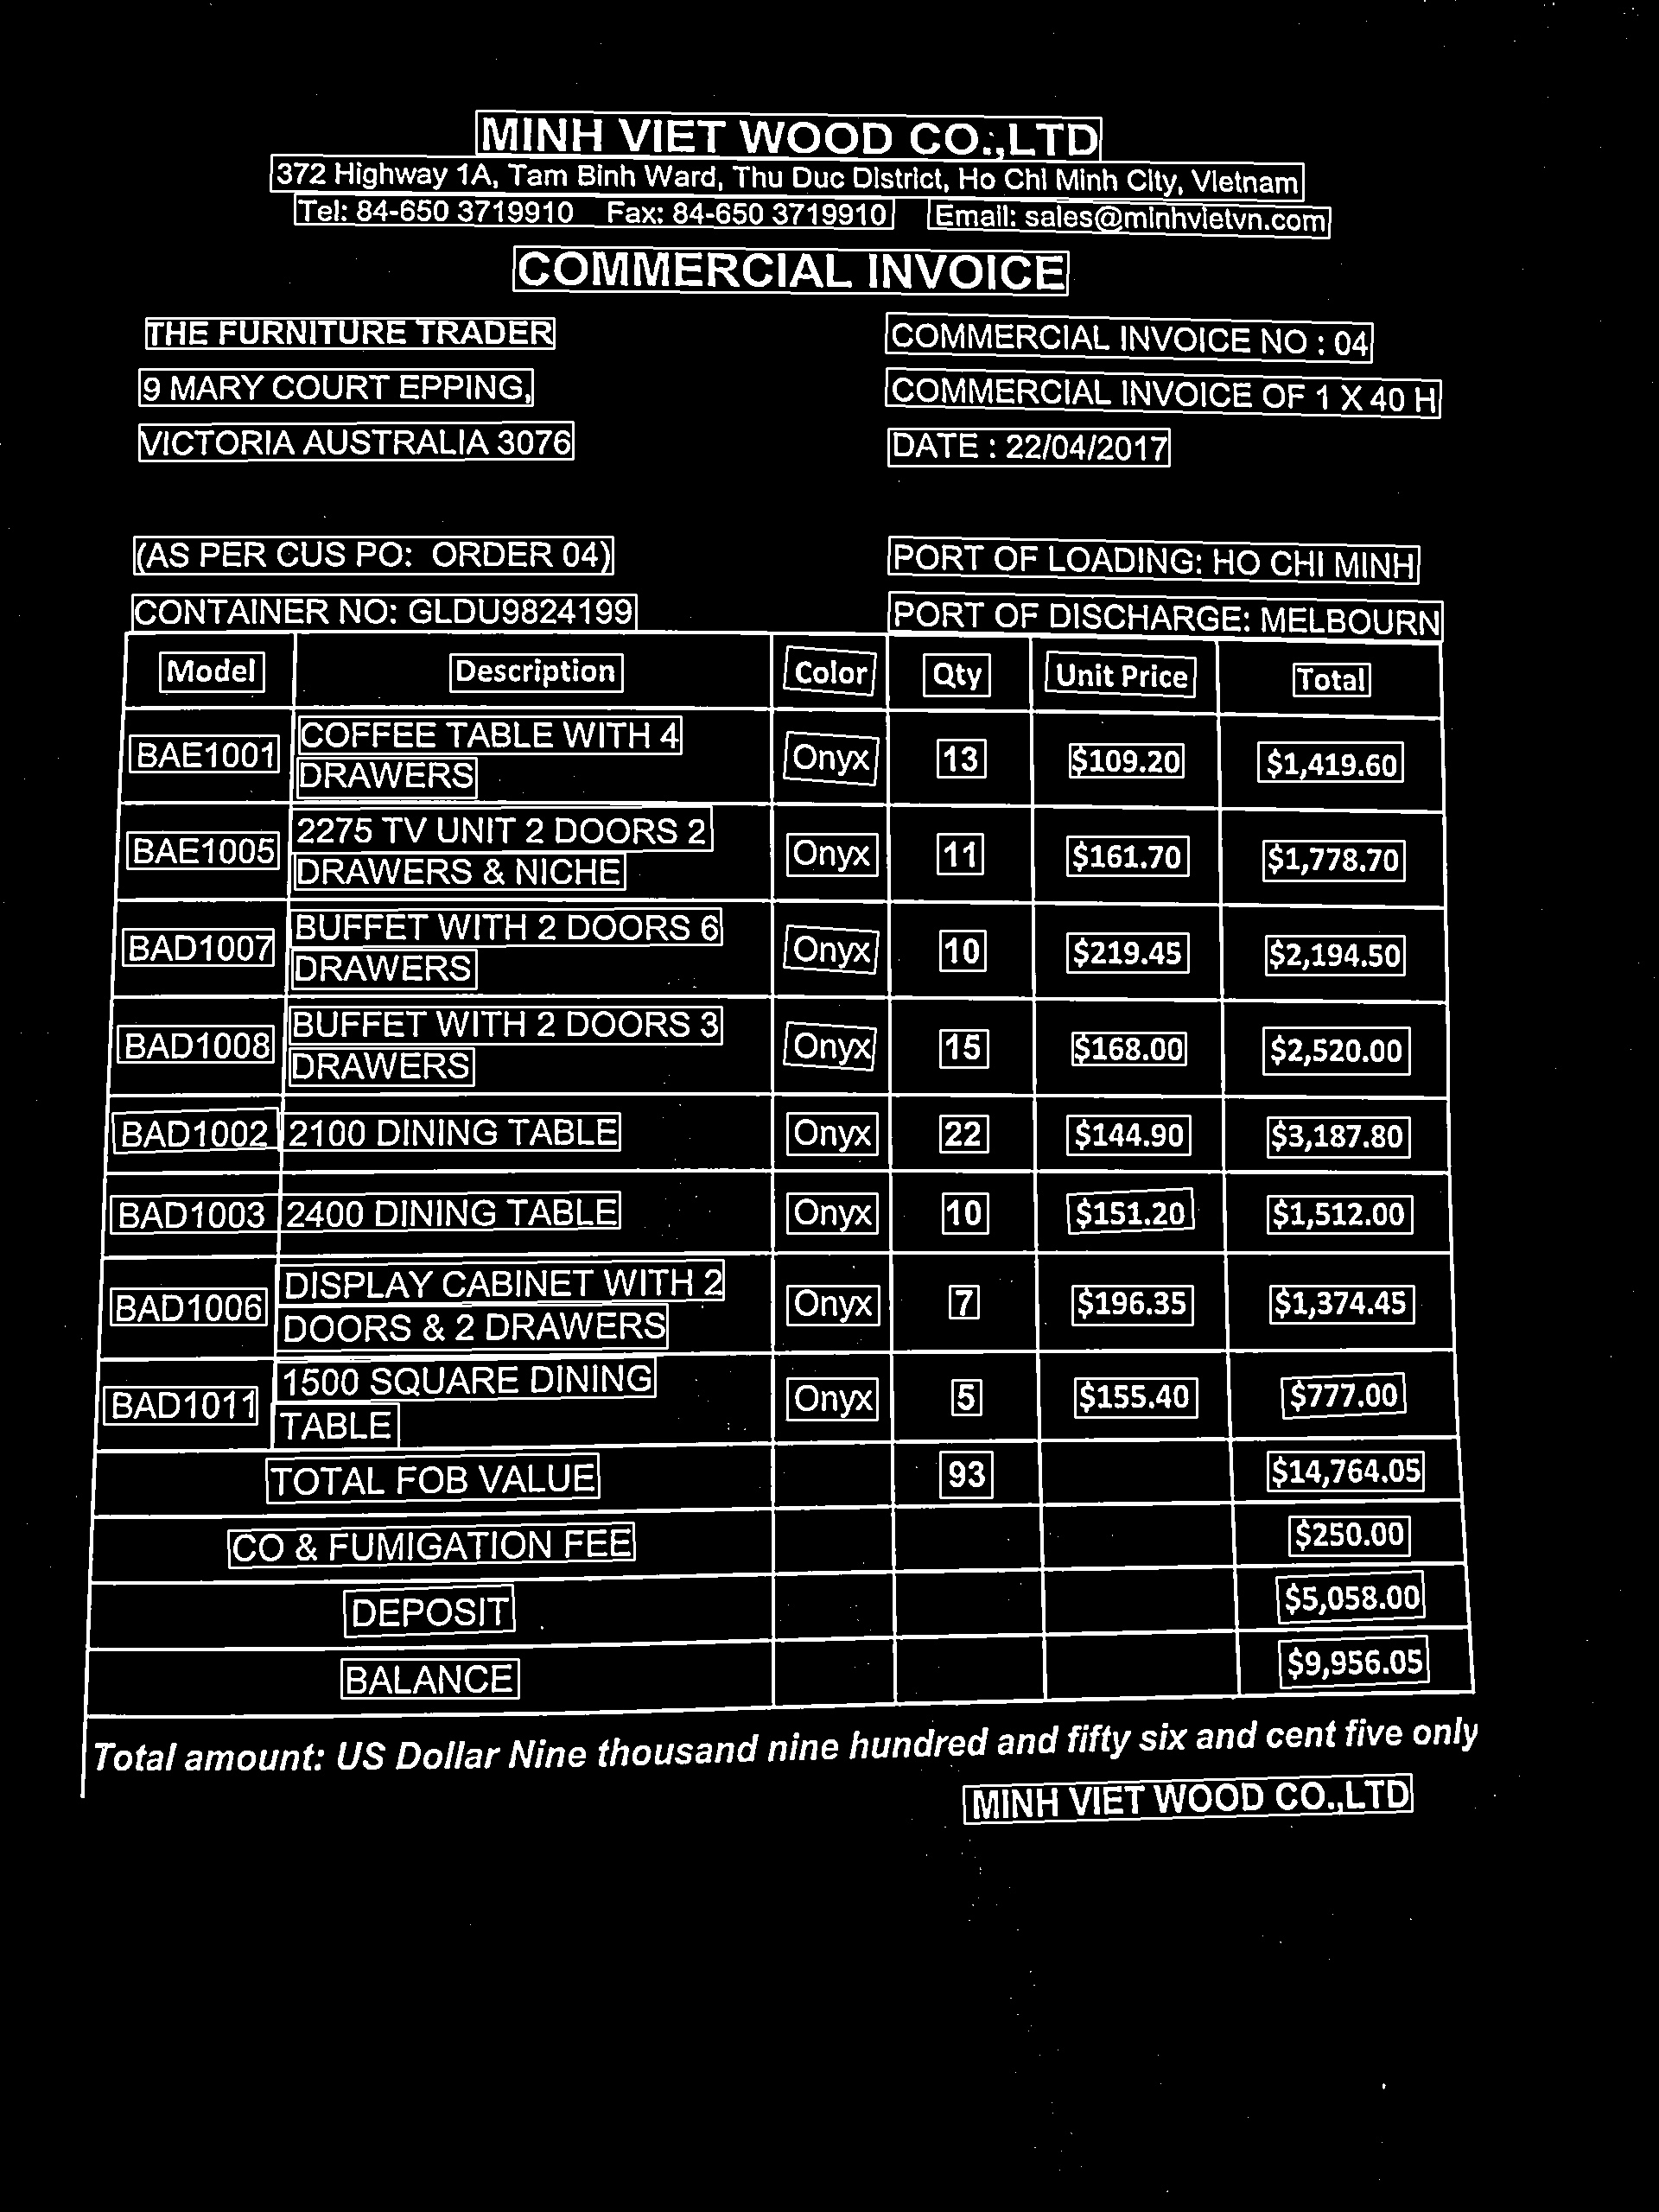 MINH VIET WOOD CO.,LTD
372 Highway 1A, Tam Binh Ward, Thu Duc District, Ho Chi Minh City, Vietnam
Tel: 84-650 3719910 Fax: 84-650 3719910 Email: sales@minhvietvn.com
COMMERCIAL INVOICE
THE FURNITURE TRADER COMMERCIAL INVOICE NO : 04
9 MARY COURT EPPING, COMMERCIAL INVOICE OF 1 X 40 H
VICTORIA AUSTRALIA 3076 DATE : 22/04/2017
(AS PER CUS PO: ORDER 04) PORT OF LOADING: HO CHI MINH
CONTAINER NO: GLDU9824199 PORT OF DISCHARGE: MELBOURN
Model Description Color Qty Unit Price Total
BAE1001 COFFEE TABLE WITH 4 DRAWERS Onyx 13 $109.20 $1,419.60
BAE1005 2275 TV UNIT 2 DOORS 2 DRAWERS & NICHE Onyx 11 $161.70 $1,778.70
BAD1007 BUFFET WITH 2 DOORS 6 DRAWERS Onyx 10 $219.45 $2,194.50
BAD1008 BUFFET WITH 2 DOORS 3 DRAWERS Onyx 15 $168.00 $2,520.00
BAD1002 2100 DINING TABLE Onyx 22 $144.90 $3,187.80
BAD1003 2400 DINING TABLE Onyx 10 $151.20 $1,512.00
BAD1006 DISPLAY CABINET WITH 2 DOORS & 2 DRAWERS Onyx 7 $196.35 $1,374.45
BAD1011 1500 SQUARE DINING TABLE Onyx 5 $155.40 $777.00
TOTAL FOB VALUE 93 $14,764.05
CO & FUMIGATION FEE $250.00
DEPOSIT $5,058.00
BALANCE $9,956.05
Total amount: US Dollar Nine thousand nine hundred and fifty six and cent five only
MINH VIET WOOD CO.,LTD